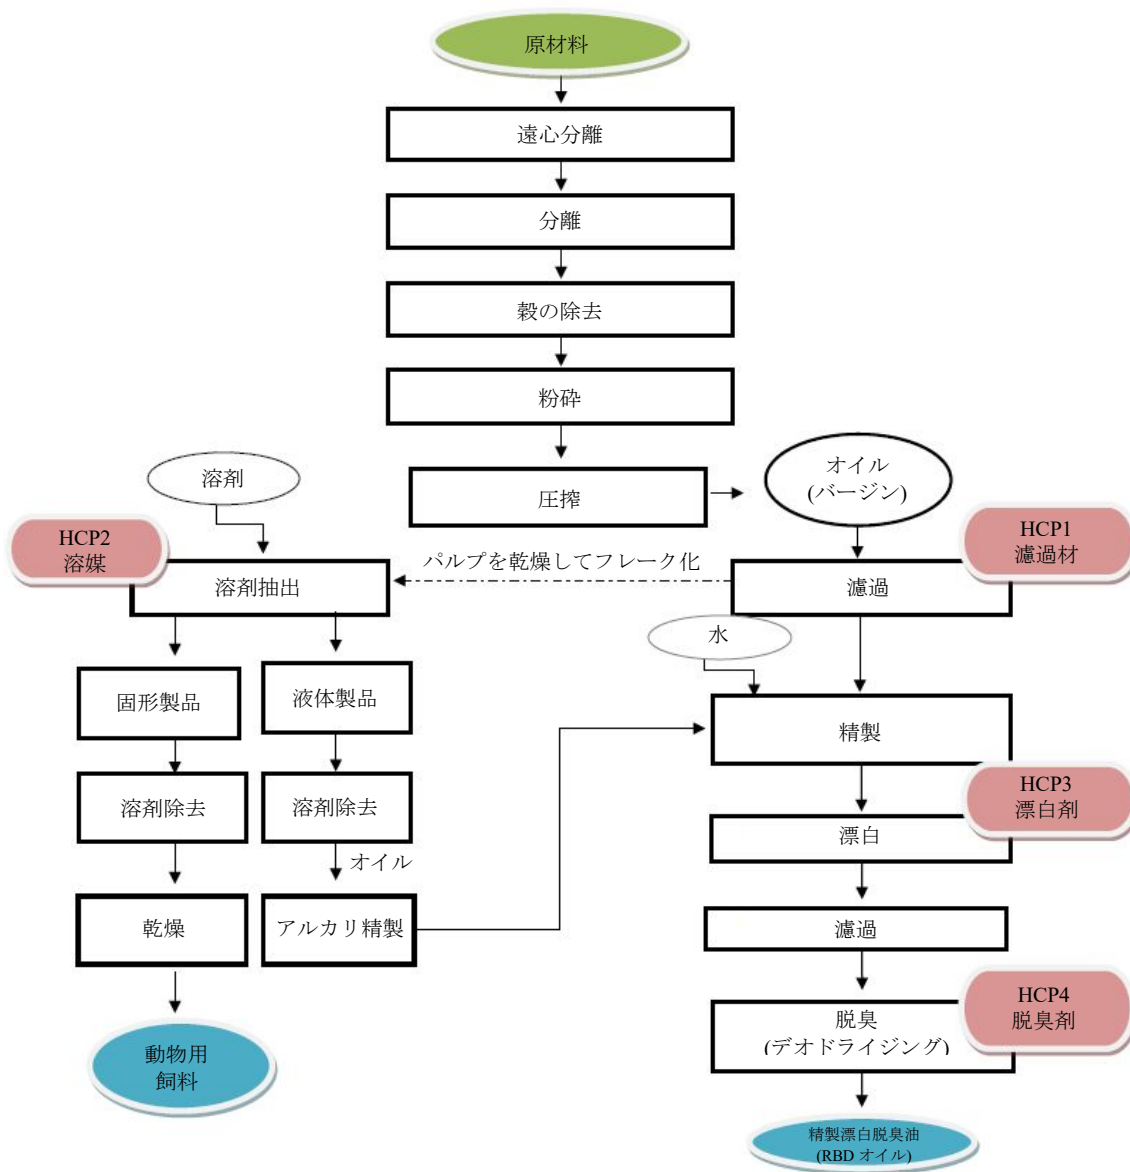 原材料
遠心分離
分離
穀の除去
粉砕
圧搾
オイル
(バージン)
溶剤
HCP2
溶媒
溶剤抽出
パルプを乾燥してフレーク化
HCP1
濾過材
濾過
水
固形製品
液体製品
精製
溶剤除去
溶剤除去
HCP3
漂白剤
漂白
オイル
乾燥
アルカリ精製
濾過
HCP4
脱臭剤
脱臭
(デオドライジング)
動物用
飼料
精製漂白脱臭油
(RBD オイル)